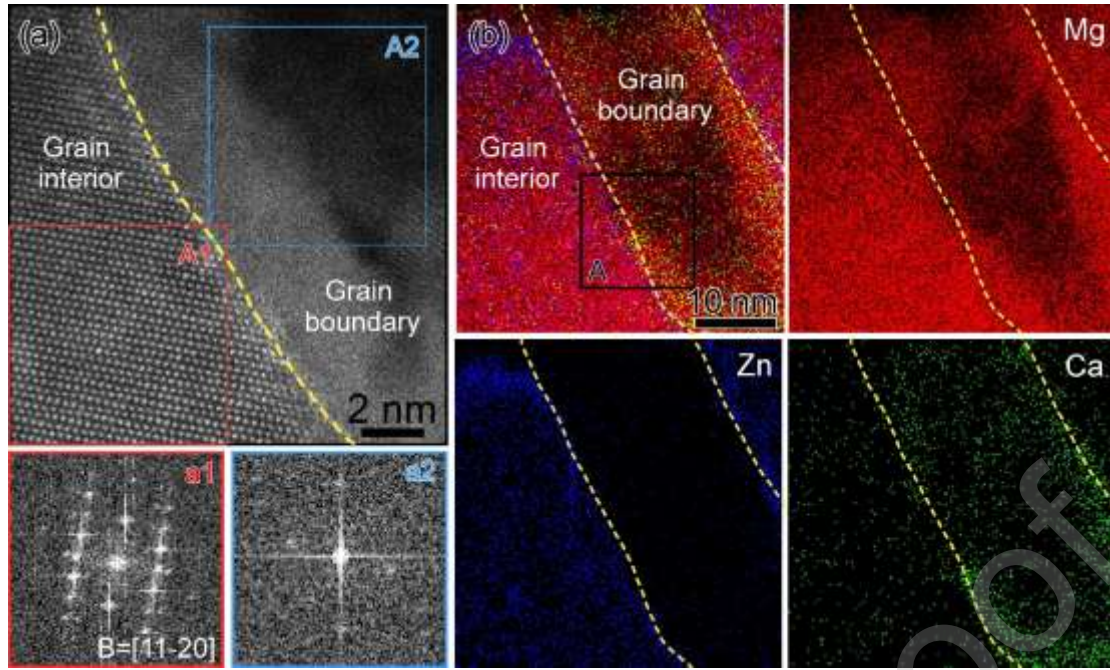 (a)
A2
Grain
interior
A1
Grain
boundary
2 nm
a1
B=[11-20]
a2
(b)
Grain
boundary
Grain
interior
A
10 nm
Mg
Zn
Ca